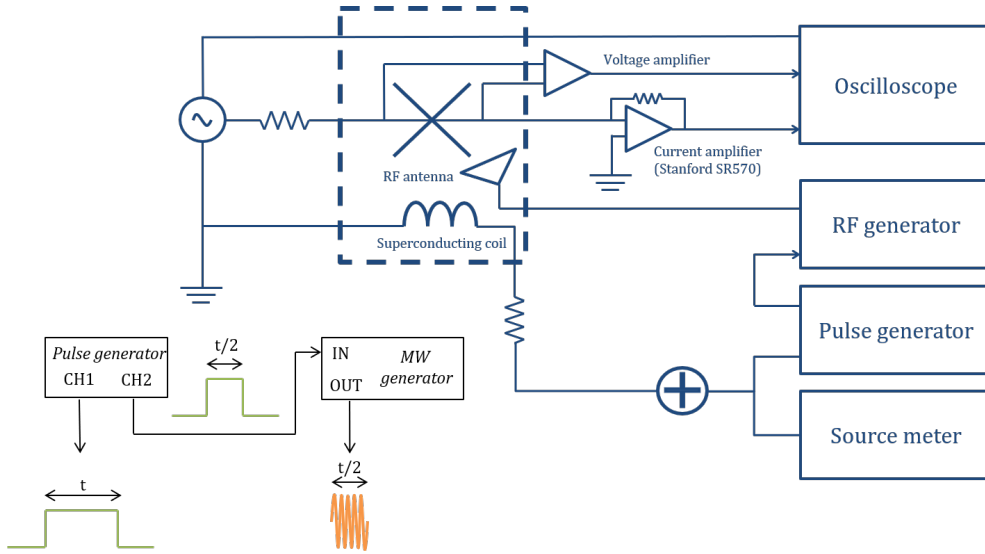 Voltage amplifier
Oscilloscope
RF antenna
Current amplifier
(Stanford SR570)
RF generator
Superconducting coil
Pulse generator
Source meter
Pulse generator
CH1 CH2
t/2
IN
OUT
MW
generator
t
t/2